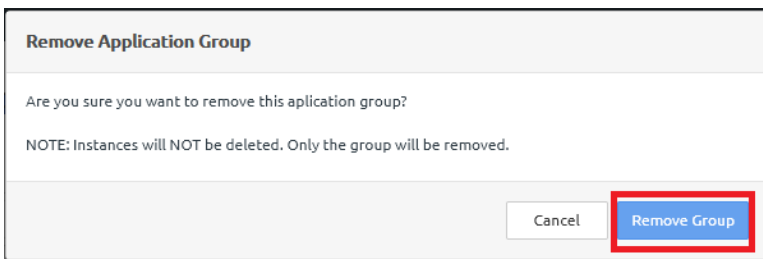 Remove Application Group
Are you sure you want to remove this aplication group?
NOTE: Instances will NOT be deleted. Only the group will be removed.
Cancel
Remove Group